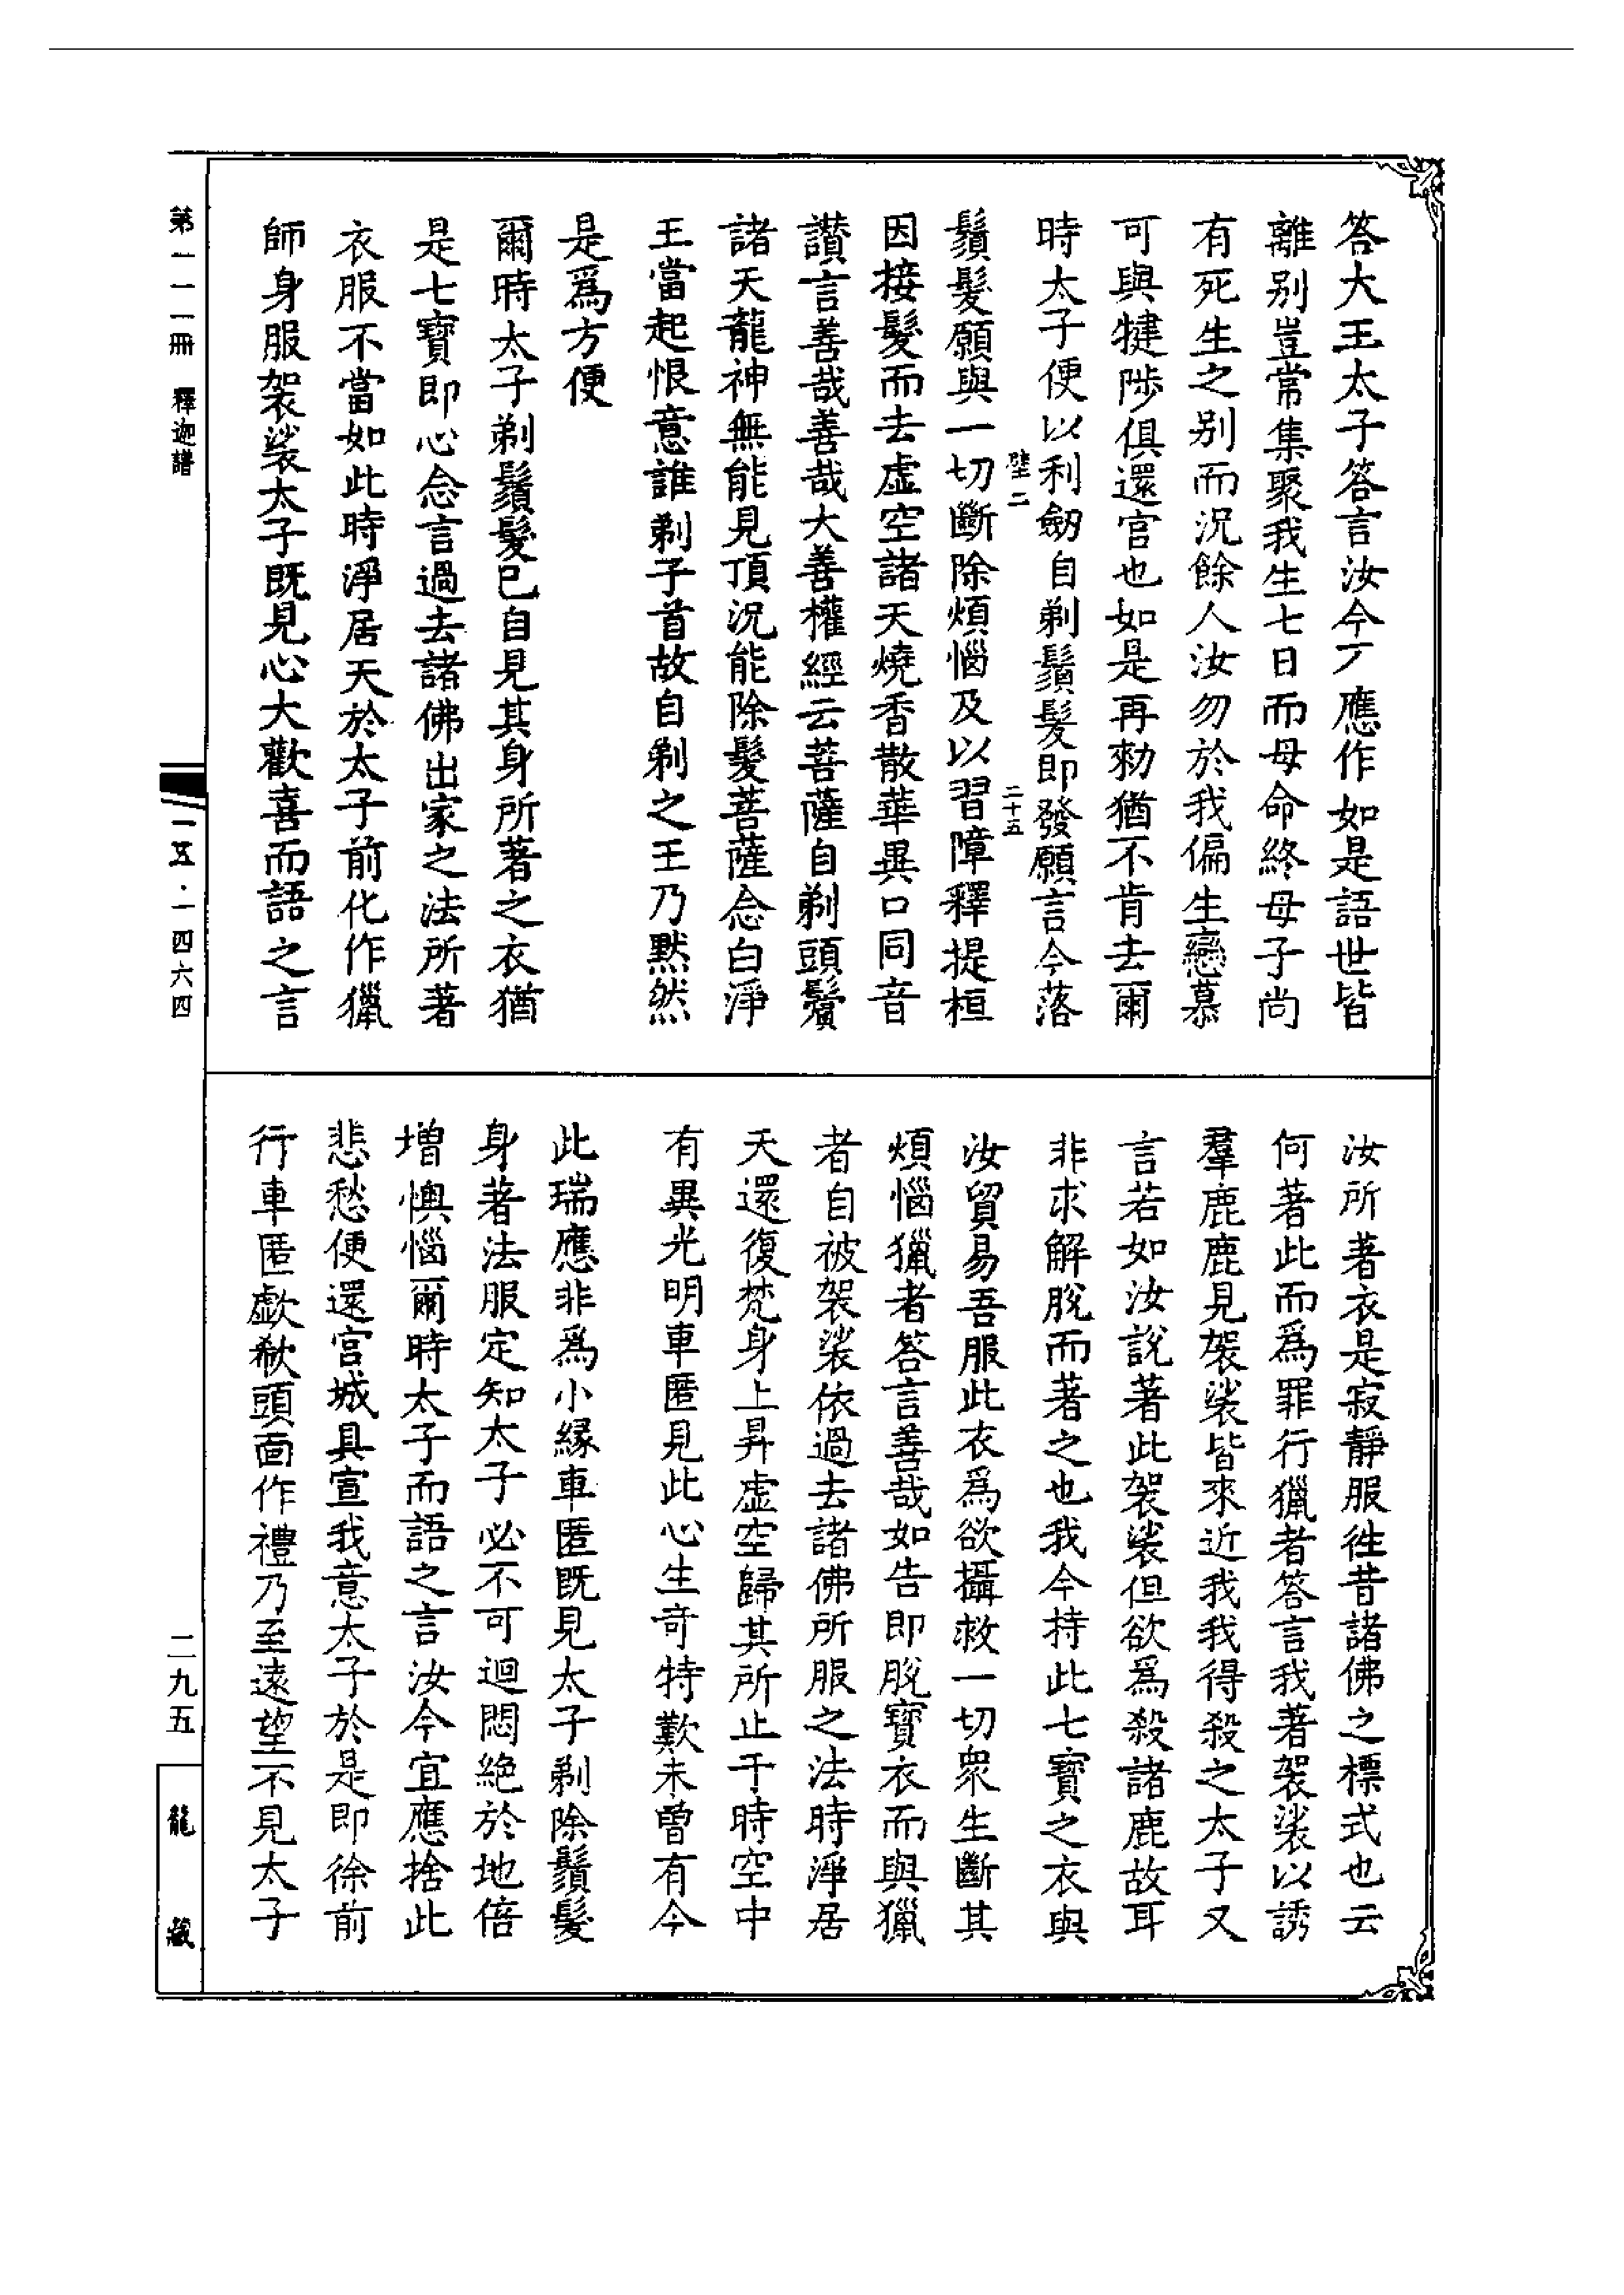 答大王太子答言汝今不應作如是語世皆
離別豈常集聚我生七日而母命終母子尚
有死生之別而況餘人汝勿於我偏生戀慕
可與犍陟俱還宮也如是再勑猶不肯去爾
時太子便以利劒自剃鬚髮即發願言今落
壁二
二十五
鬚髮願與一切斷除煩惱及以習障釋提桓
因接髮而去虛空諸天燒香散華異口同音
讚言善哉善哉大善權經云菩薩自剃頭鬚
諸天龍神無能見頂況能除髮菩薩念白淨
王當起恨意誰剃子首故自剃之王乃默然
是爲方便
爾時太子剃鬚髮已自見其身所著之衣猶
是七寶即心念言過去諸佛出家之法所著
衣服不當如此時淨居天於太子前化作獵
師身服袈裟太子既見心大歡喜而語之言
汝所著衣是寂靜服徃昔諸佛之標式也云
何著此而爲罪行獵者答言我著袈裟以誘
羣鹿鹿見袈裟皆來近我我得殺之太子又
言若如汝說著此袈裟但欲爲殺諸鹿故耳
非求解脫而著之也我今持此七寶之衣與
汝貿易吾服此衣爲欲攝救一切衆生斷其
煩惱獵者答言善哉如告即脫寶衣而與獵
者自被袈裟依過去諸佛所服之法時淨居
天還復梵身上昇虛空歸其所止于時空中
有異光明車匿見此心生奇特歎未曾有今
此瑞應非爲小緣車匿既見太子剃除鬚髮
身著法服定知太子必不可迴悶絕於地倍
增懊惱爾時太子而語之言汝今宜應捨此
悲愁便還宮城具宣我意太子於是即徐前
行車匿歔欷頭面作禮乃至遠望不見太子
第一一一冊 釋迦譜
一五·一四六四
二九五
龍藏